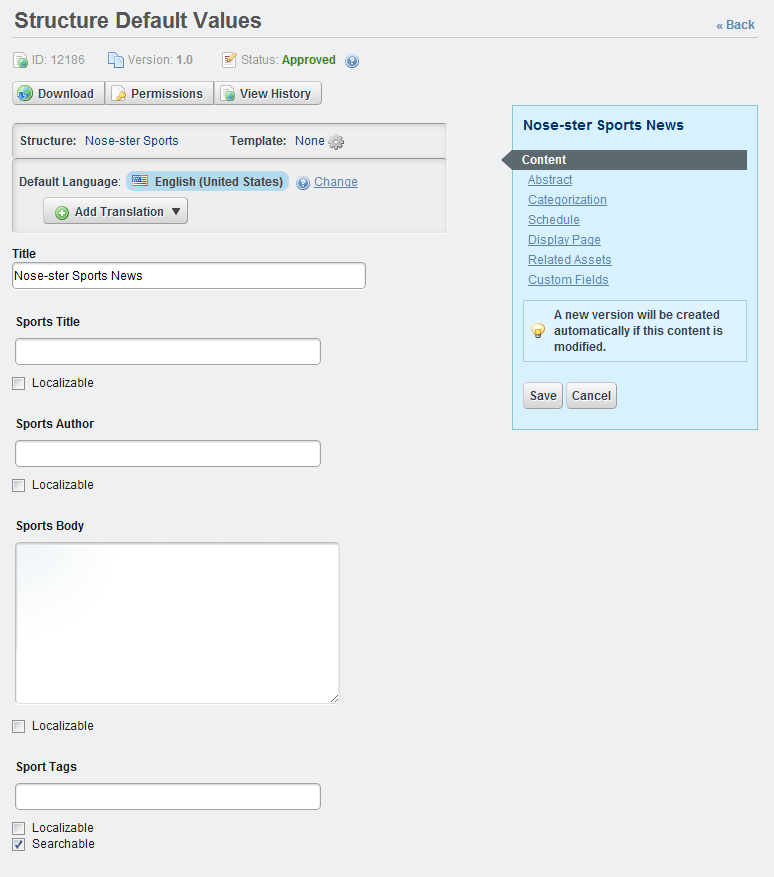 Structure Default Values
« Back
ID: 12186 Version: 1.0 Status: Approved
Download Permissions View History
Structure: Nose-ster Sports Template: None
Default Language: English (United States) Change
Add Translation
Title
Nose-ster Sports News
Sports Title
Localizable
Sports Author
Localizable
Sports Body
Localizable
Sport Tags
Localizable
Searchable
Nose-ster Sports News
Content
Abstract
Categorization
Schedule
Display Page
Related Assets
Custom Fields
A new version will be created
automatically if this content is
modified.
Save Cancel